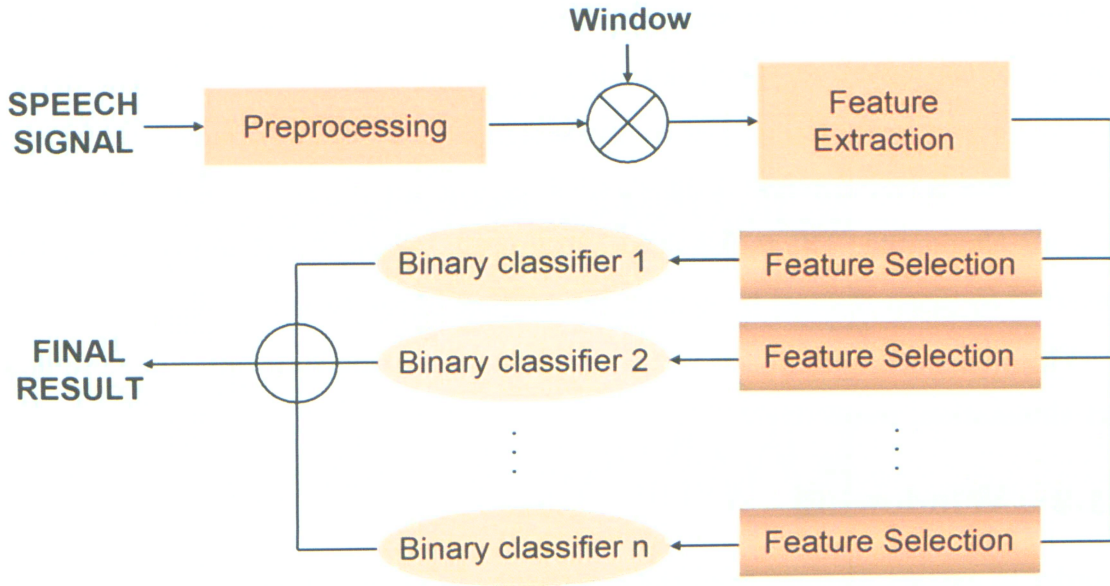 Window
SPEECH
SIGNAL
Preprocessing
Feature
Extraction
Binary classifier 1
Feature Selection
FINAL
RESULT
Binary classifier 2
Feature Selection
Binary classifier n
Feature Selection